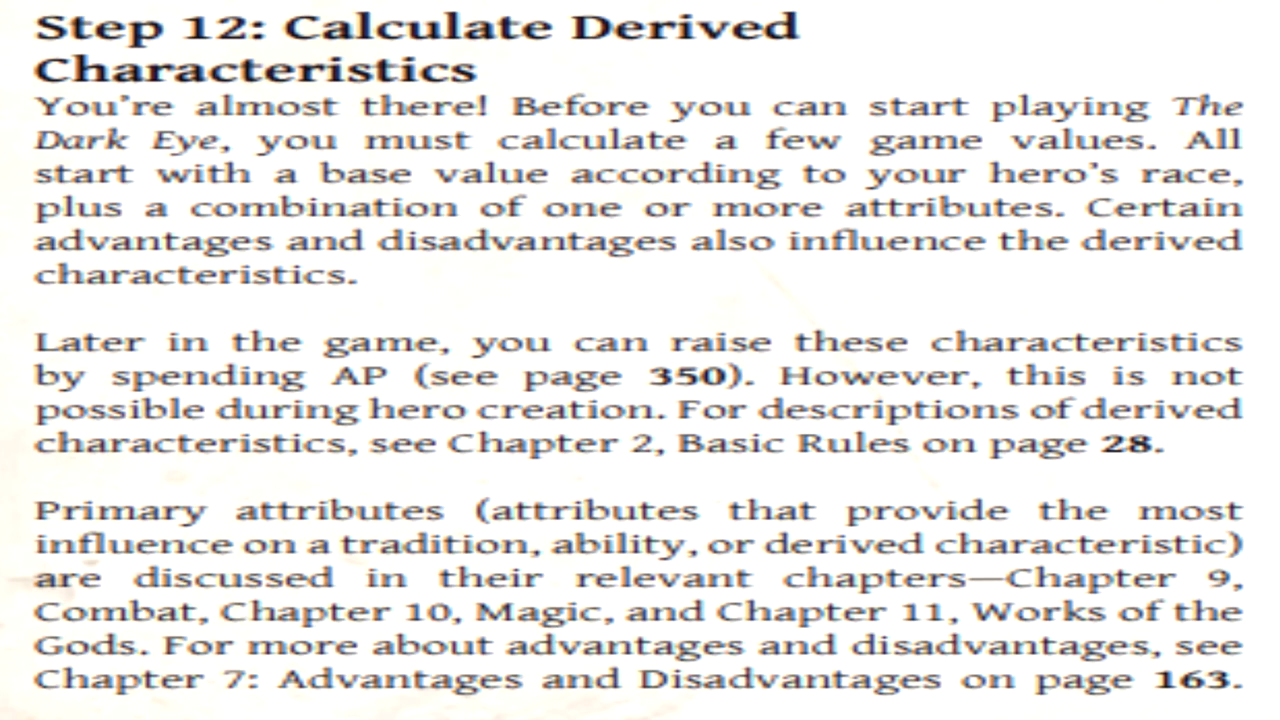 Step 12: Calculate Derived
Characteristics
You're almost there! Before you can start playing The
Dark Eye, you must calculate a few game values. All
start with a base value according to your hero's race,
plus a combination of one or more attributes. Certain
advantages and disadvantages also influence the derived
characteristics.
Later in the game, you can raise these characteristics
by spending AP (see page 350). However, this is not
possible during hero creation. For descriptions of derived
characteristics, see Chapter 2, Basic Rules on page 28.
Primary attributes (attributes that provide the most
influence on a tradition, ability, or derived characteristic)
are discussed in their relevant chapters—Chapter 9,
Combat, Chapter 10, Magic, and Chapter 11, Works of the
Gods. For more about advantages and disadvantages, see
Chapter 7: Advantages and Disadvantages on page 163.